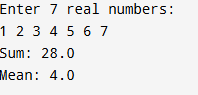 Enter 7 real numbers:
1 2 3 4 5 6 7
Sum: 28.0
Mean: 4.0